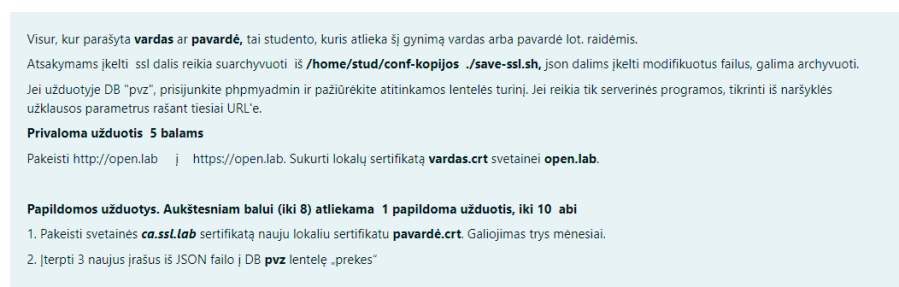 Visur, kur parašyta vardas ar pavardė, tai studento, kuris atlieka šį gynimą vardas arba pavardė lot. raidėmis.
Atsakymams įkelti ssl dalis reikia suarchyvuoti iš /home/stud/conf-kopijos ./save-ssl.sh, json dalims įkelti modifikuotus failus, galima archyvuoti.
Jei užduotyje DB "pvz", prisijunkite phpmyadmin ir pažiūrėkite atitinkamos lentelės turinį. Jei reikia tik serverinės programos, tikrinti iš naršyklės
užklausos parametrus rašant tiesiai URL'e.
Privaloma užduotis 5 balams
Pakeisti http://open.lab į https://open.lab. Sukurti lokalų sertifikatą vardas.crt svetainei open.lab.
Papildomos užduotys. Aukštesniam balui (iki 8) atliekama 1 papildoma užduotis, iki 10 abi
1. Pakeisti svetainės ca.ssl.lab sertifikatą nauju lokaliu sertifikatu pavardė.crt. Galiojimas trys mėnesiai.
2. Įterpti 3 naujus įrašus iš JSON failo į DB pvz lentelę „prekes“